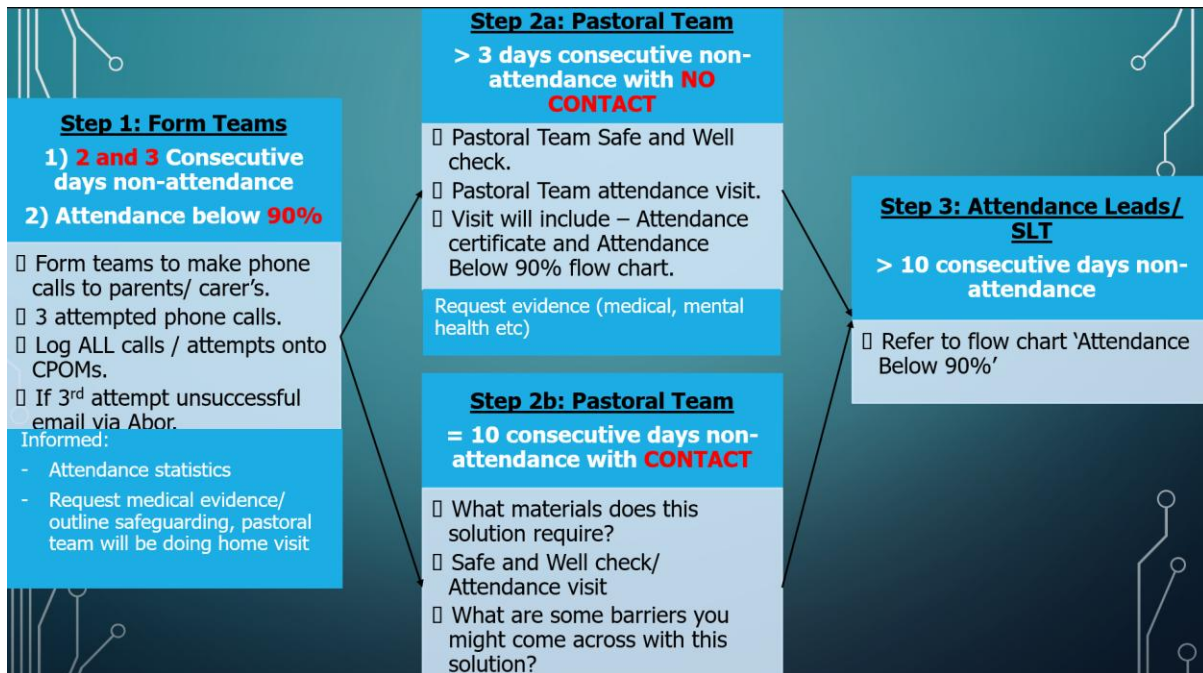 Step 1: Form Teams
1) 2 and 3 Consecutive
days non-attendance
2) Attendance below 90%
Form teams to make phone
calls to parents/ carer's.
3 attempted phone calls.
Log ALL calls / attempts onto
CPOMs.
If 3rd attempt unsuccessful
email via Abor.
Informed:
- Attendance statistics
- Request medical evidence/
outline safeguarding, pastoral
team will be doing home visit
Step 2a: Pastoral Team
> 3 days consecutive non-
attendance with NO
CONTACT
Pastoral Team Safe and Well
check.
Pastoral Team attendance visit.
Visit will include – Attendance
certificate and Attendance
Below 90% flow chart.
Request evidence (medical, mental
health etc)
Step 2b: Pastoral Team
= 10 consecutive days non-
attendance with CONTACT
What materials does this
solution require?
Safe and Well check/
Attendance visit
What are some barriers you
might come across with this
solution?
Step 3: Attendance Leads/
SLT
> 10 consecutive days non-
attendance
Refer to flow chart ‘Attendance
Below 90%’